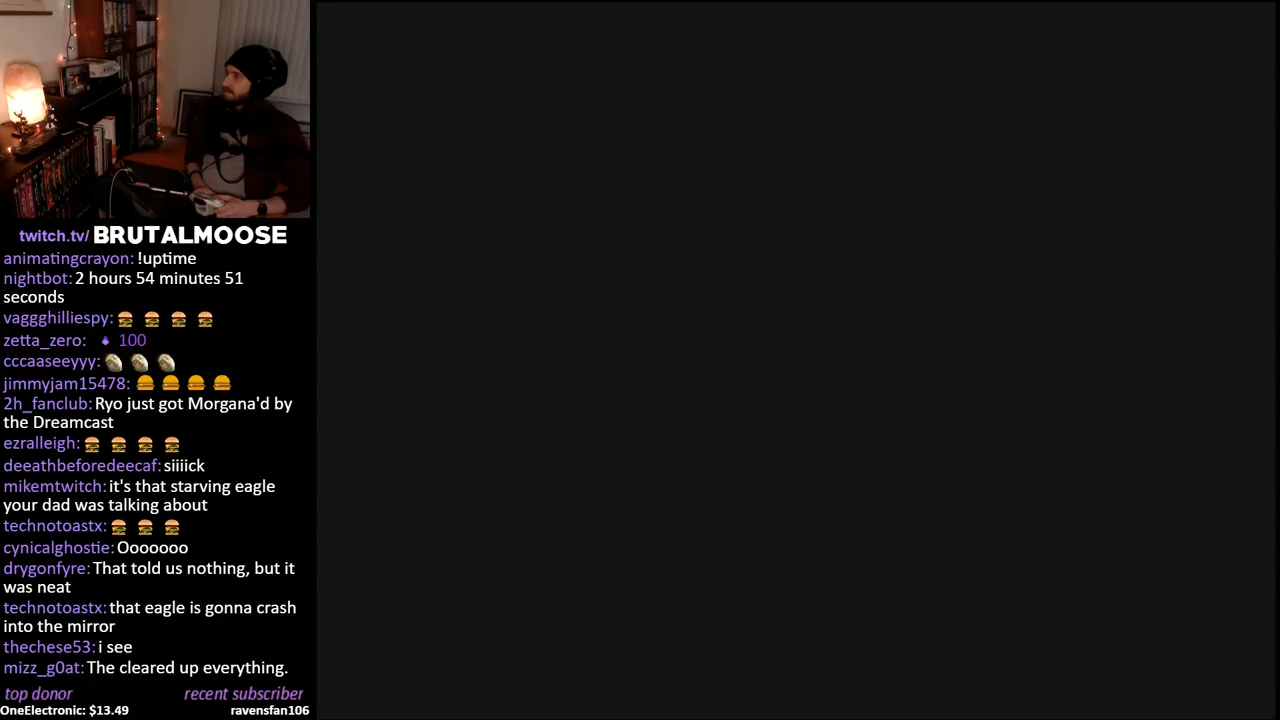 twitch.tv/ BRUTALMOOSE
animatingcrayon: !uptime
nightbot: 2 hours 54 minutes 51
seconds
vaggghilliespy:
zetta_zero: 100
cccaaseeyyy:
jimmyjam15478:
2h_fanclub: Ryo just got Morgana'd by
the Dreamcast
ezralleigh:
deeathbeforedeecaf: siiiick
mikemtwitch: it's that starving eagle
your dad was talking about
technotoastx:
cynicalghostie: Ooooooo
drygonfyre: That told us nothing, but it
was neat
technotoastx: that eagle is gonna crash
into the mirror
thechese53: i see
mizz_g0at: The cleared up everything.
top donor recent subscriber
OneElectronic: $13.49 ravensfan106